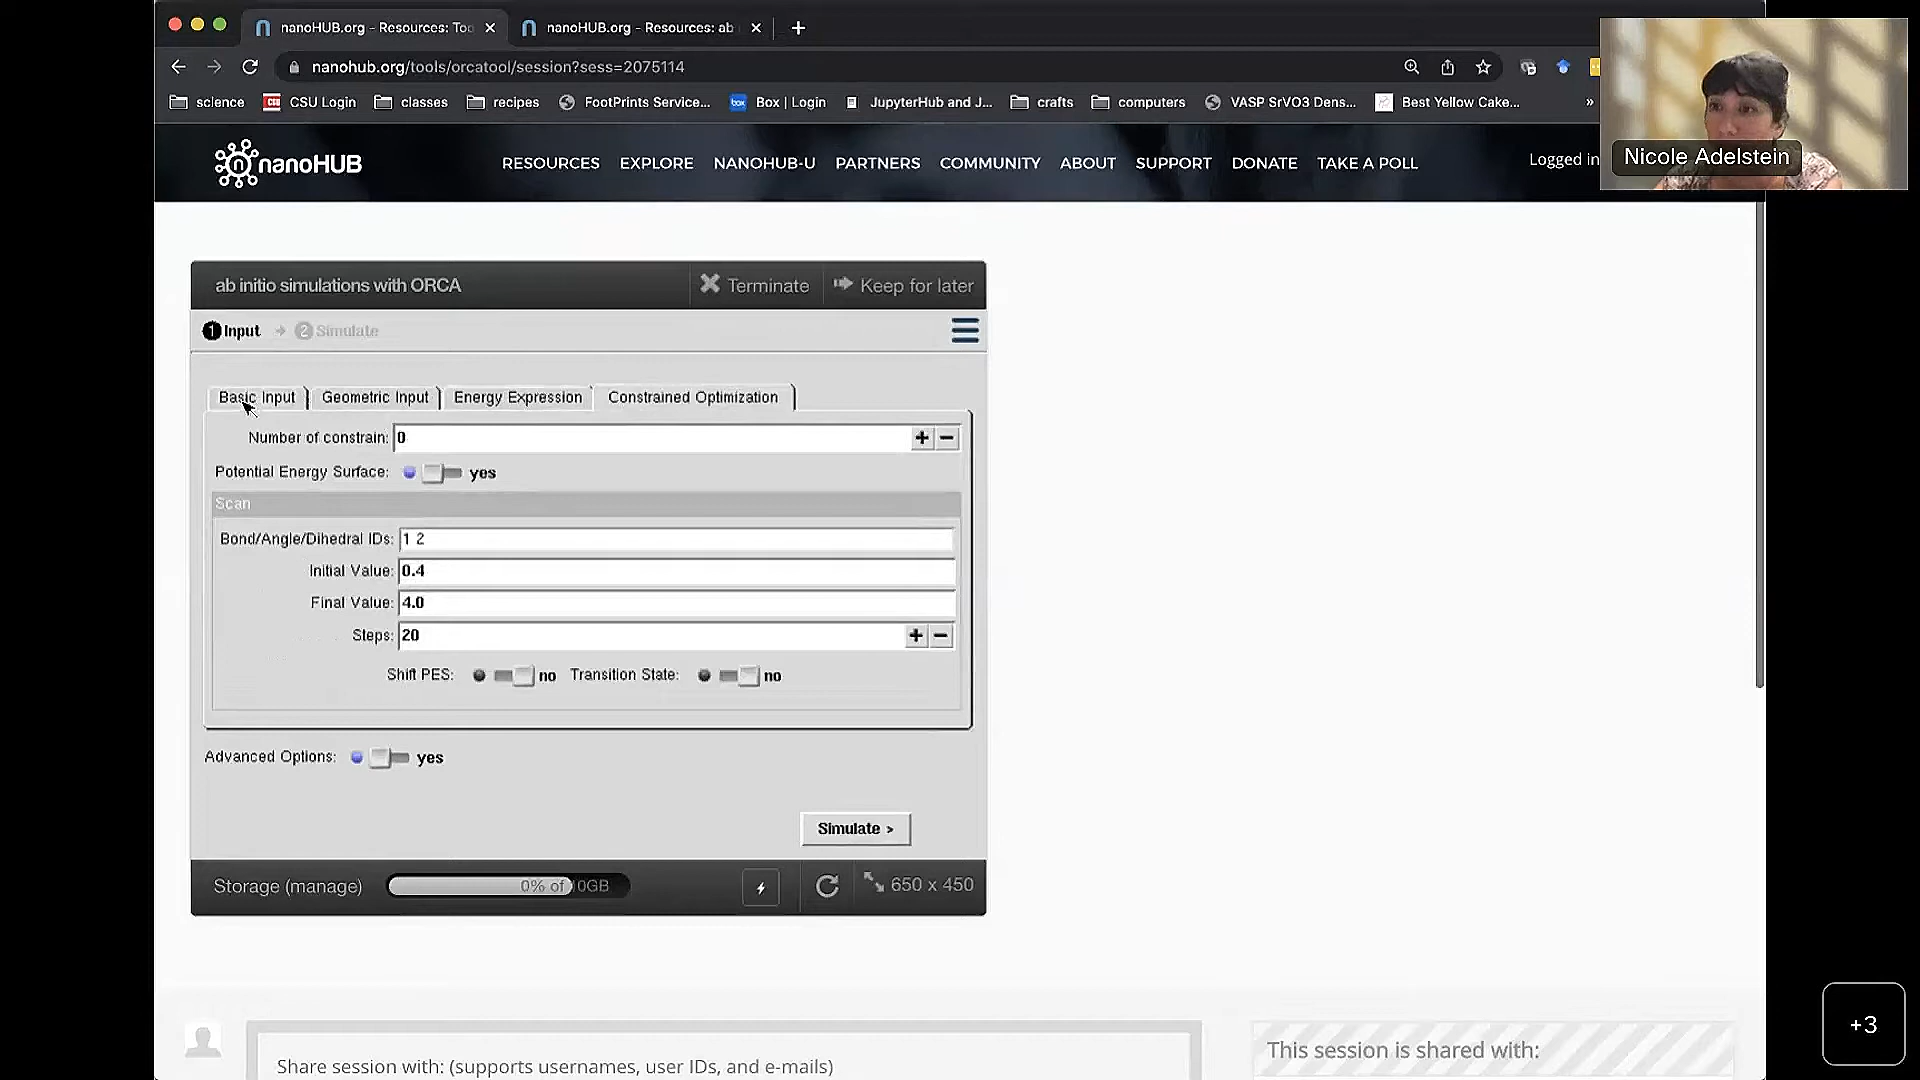 nanoHUB.org - Resources: Too
nanoHUB.org - Resources: ab
nanohub.org/tools/orcatool/session?sess=2075114
science
CSU Login
classes
recipes
FootPrints Service...
Box | Login
JupyterHub and J...
crafts
computers
VASP SrVO3 Dens...
Best Yellow Cake...
»
Nicole Adelstein
nanoHUB
RESOURCES EXPLORE NANOHUB-U PARTNERS COMMUNITY ABOUT SUPPORT DONATE TAKE A POLL
Logged in
ab initio simulations with ORCA
Terminate
Keep for later
1 Input
2 Simulate
Basic Input
Geometric Input
Energy Expression
Constrained Optimization
Number of constrain: 0
+ -
Potential Energy Surface: yes
Scan
Bond/Angle/Dihedral IDs: 1 2
Initial Value: 0.4
Final Value: 4.0
Steps: 20
+ -
Shift PES: no Transition State: no
Advanced Options: yes
Simulate >
Storage (manage)
0% of 10GB
650 x 450
Share session with: (supports usernames, user IDs, and e-mails)
This session is shared with:
+3